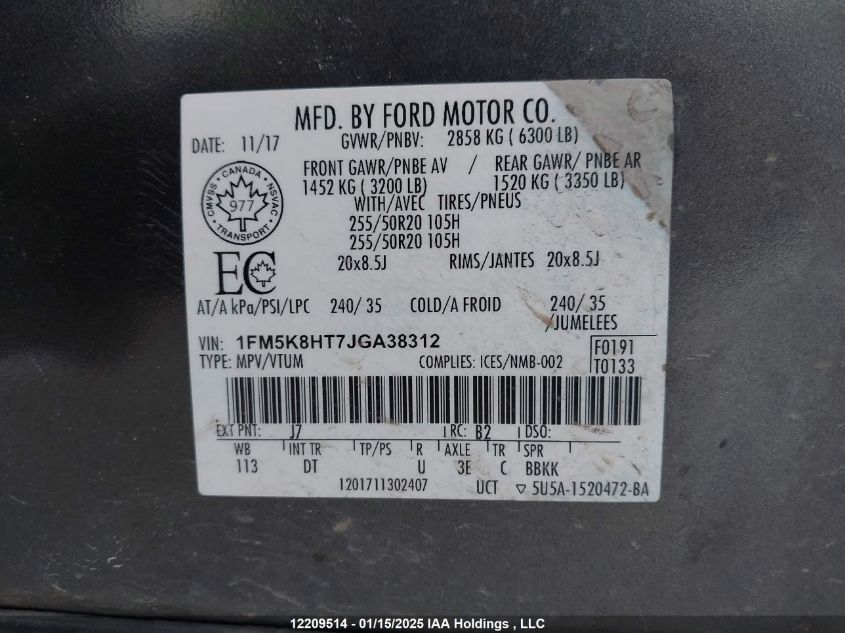 MFD. BY FORD MOTOR CO.
DATE: 11/17
GVWR/PNBV: 2858 KG ( 6300 LB)
FRONT GAWR/PNBE AV / REAR GAWR/ PNBE AR
1452 KG ( 3200 LB) 1520 KG ( 3350 LB)
WITH/AVEC TIRES/PNEUS
255/50R20 105H
255/50R20 105H
20x8.5J RIMS/JANTES 20x8.5J
CANADA
CMVSS NSVAC
977
TRANSPORT
EC
AT/A kPa/PSI/LPC 240/ 35 COLD/A FROID 240/ 35
/JUMELEES
VIN: 1FM5K8HT7JGA38312
TYPE: MPV/VTUM COMPLIES: ICES/NMB-002
F0191
T0133
EXT PNT: J7 RC: B2 DSO:
WB INT TR TP/PS R AXLE TR SPR
113 DT U 3E C BBKK
1201711302407 UCT ▽ 5U5A-1520472-BA
12209514 - 01/15/2025 IAA Holdings , LLC